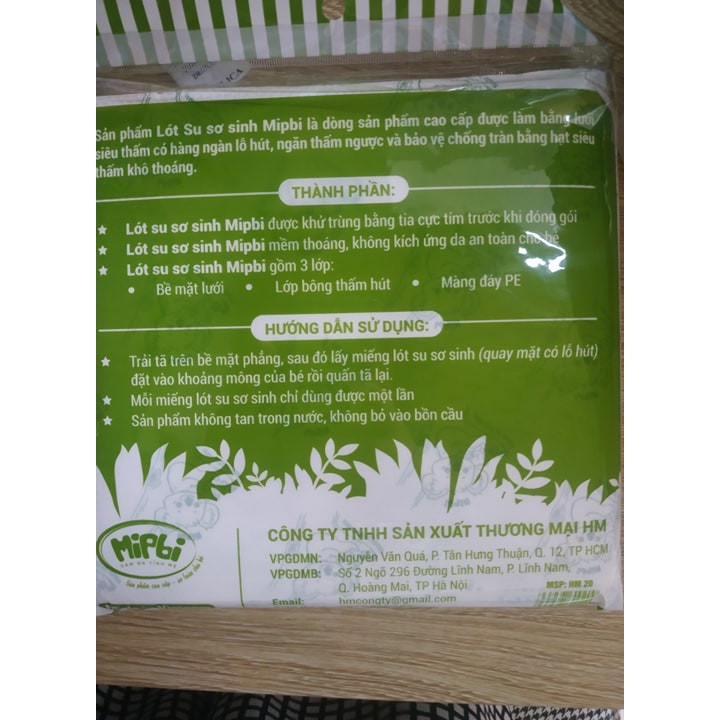 Sản phẩm Lót Su sơ sinh Mipbi là dòng sản phẩm cao cấp được làm bằng lưới
siêu thấm có hàng ngàn lỗ hút, ngăn thấm ngược và bảo vệ chống tràn bằng hạt siêu
thấm khô thoáng.
THÀNH PHẦN:
Lót su sơ sinh Mipbi được khử trùng bằng tia cực tím trước khi đóng gói
Lót su sơ sinh Mipbi mềm thoáng, không kích ứng da an toàn cho bé
Lót su sơ sinh Mipbi gồm 3 lớp:
Bề mặt lưới • Lớp bông thấm hút • Màng đáy PE
HƯỚNG DẪN SỬ DỤNG:
Trải tã trên bề mặt phẳng, sau đó lấy miếng lót su sơ sinh (quay mặt có lỗ hút)
đặt vào khoảng mông của bé rồi quấn tã lại.
Mỗi miếng lót su sơ sinh chỉ dùng được một lần
Sản phẩm không tan trong nước, không bỏ vào bồn cầu
Mipbi
CÔNG TY TNHH SẢN XUẤT THƯƠNG MẠI HM
VPGDMN: Nguyễn Văn Quá, P. Tân Hưng Thuận, Q. 12, TP HCM
VPGDMB: Số 2 Ngõ 296 Đường Lĩnh Nam, P. Lĩnh Nam,
Q. Hoàng Mai, TP Hà Nội
MSP: HM 20
Email: hmcongty@gmail.com